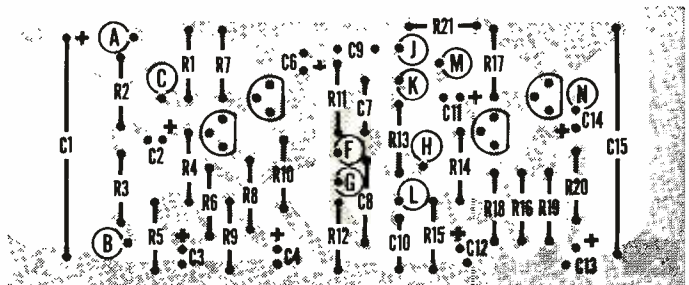 R21
+ A R1 R7 C9 J R17
C6 + M
C1 R2 C K N
R11 C7 C11 + + C14
C2 + R13 H C15
R3 R4 R10 F R14
R6 R8 G C8 R20
R5 R9 R12 L R18 R16 R19
B + C3 + C4 C10 R15 + C12 + C13